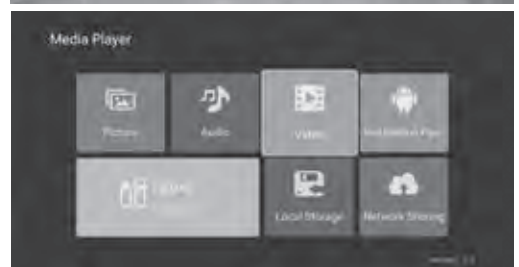 Media Player
Picture
Audio
Video
Local Storage
Network Sharing